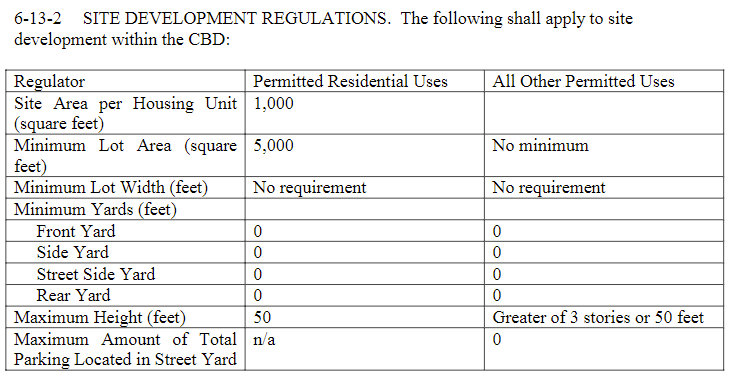 6-13-2 SITE DEVELOPMENT REGULATIONS. The following shall apply to site
development within the CBD:
Regulator Permitted Residential Uses All Other Permitted Uses
Site Area per Housing Unit 1,000
(square feet)
Minimum Lot Area (square 5,000 No minimum
feet)
Minimum Lot Width (feet) No requirement No requirement
Minimum Yards (feet)
Front Yard 0 0
Side Yard 0 0
Street Side Yard 0 0
Rear Yard 0 0
Maximum Height (feet) 50 Greater of 3 stories or 50 feet
Maximum Amount of Total n/a 0
Parking Located in Street Yard